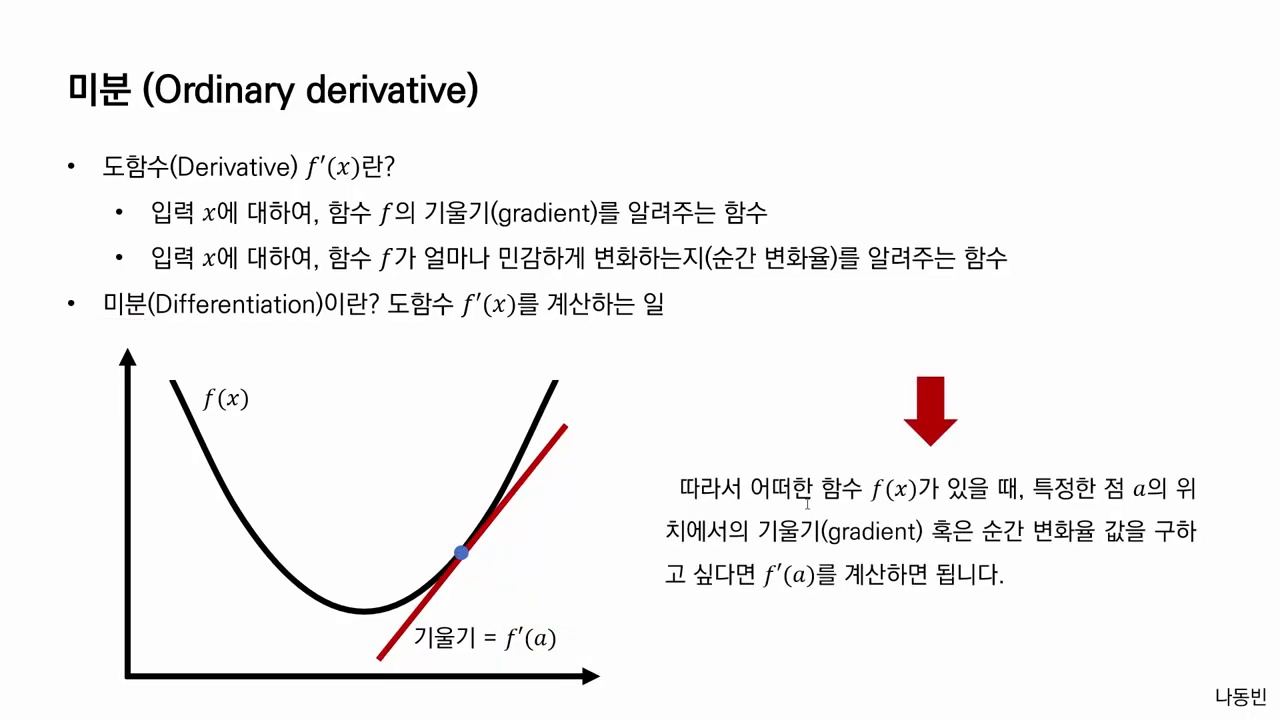 미분 (Ordinary derivative)
• 도함수(Derivative) f′(x)란?
• 입력 x에 대하여, 함수 f의 기울기(gradient)를 알려주는 함수
• 입력 x에 대하여, 함수 f가 얼마나 민감하게 변화하는지(순간 변화율)를 알려주는 함수
• 미분(Differentiation)이란? 도함수 f′(x)를 계산하는 일
f(x)
기울기 = f′(a)
따라서 어떠한 함수 f(x)가 있을 때, 특정한 점 a의 위
치에서의 기울기(gradient) 혹은 순간 변화율 값을 구하
고 싶다면 f′(a)를 계산하면 됩니다.
나동빈